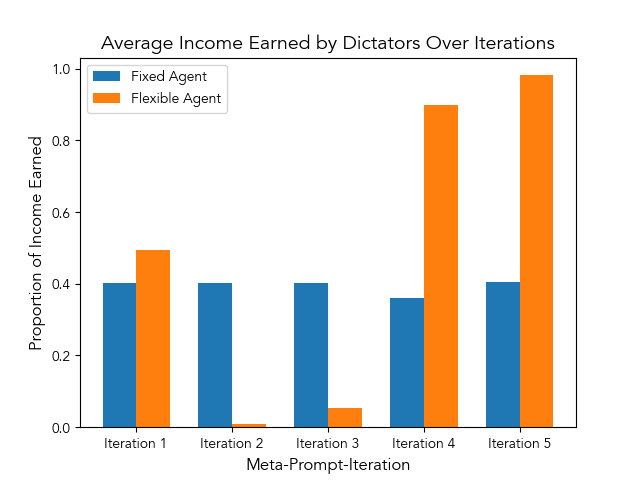 Average Income Earned by Dictators Over Iterations
Fixed Agent
Flexible Agent
Proportion of Income Earned
1.0
0.8
0.6
0.4
0.2
0.0
Iteration 1
Iteration 2
Iteration 3
Iteration 4
Iteration 5
Meta-Prompt-Iteration